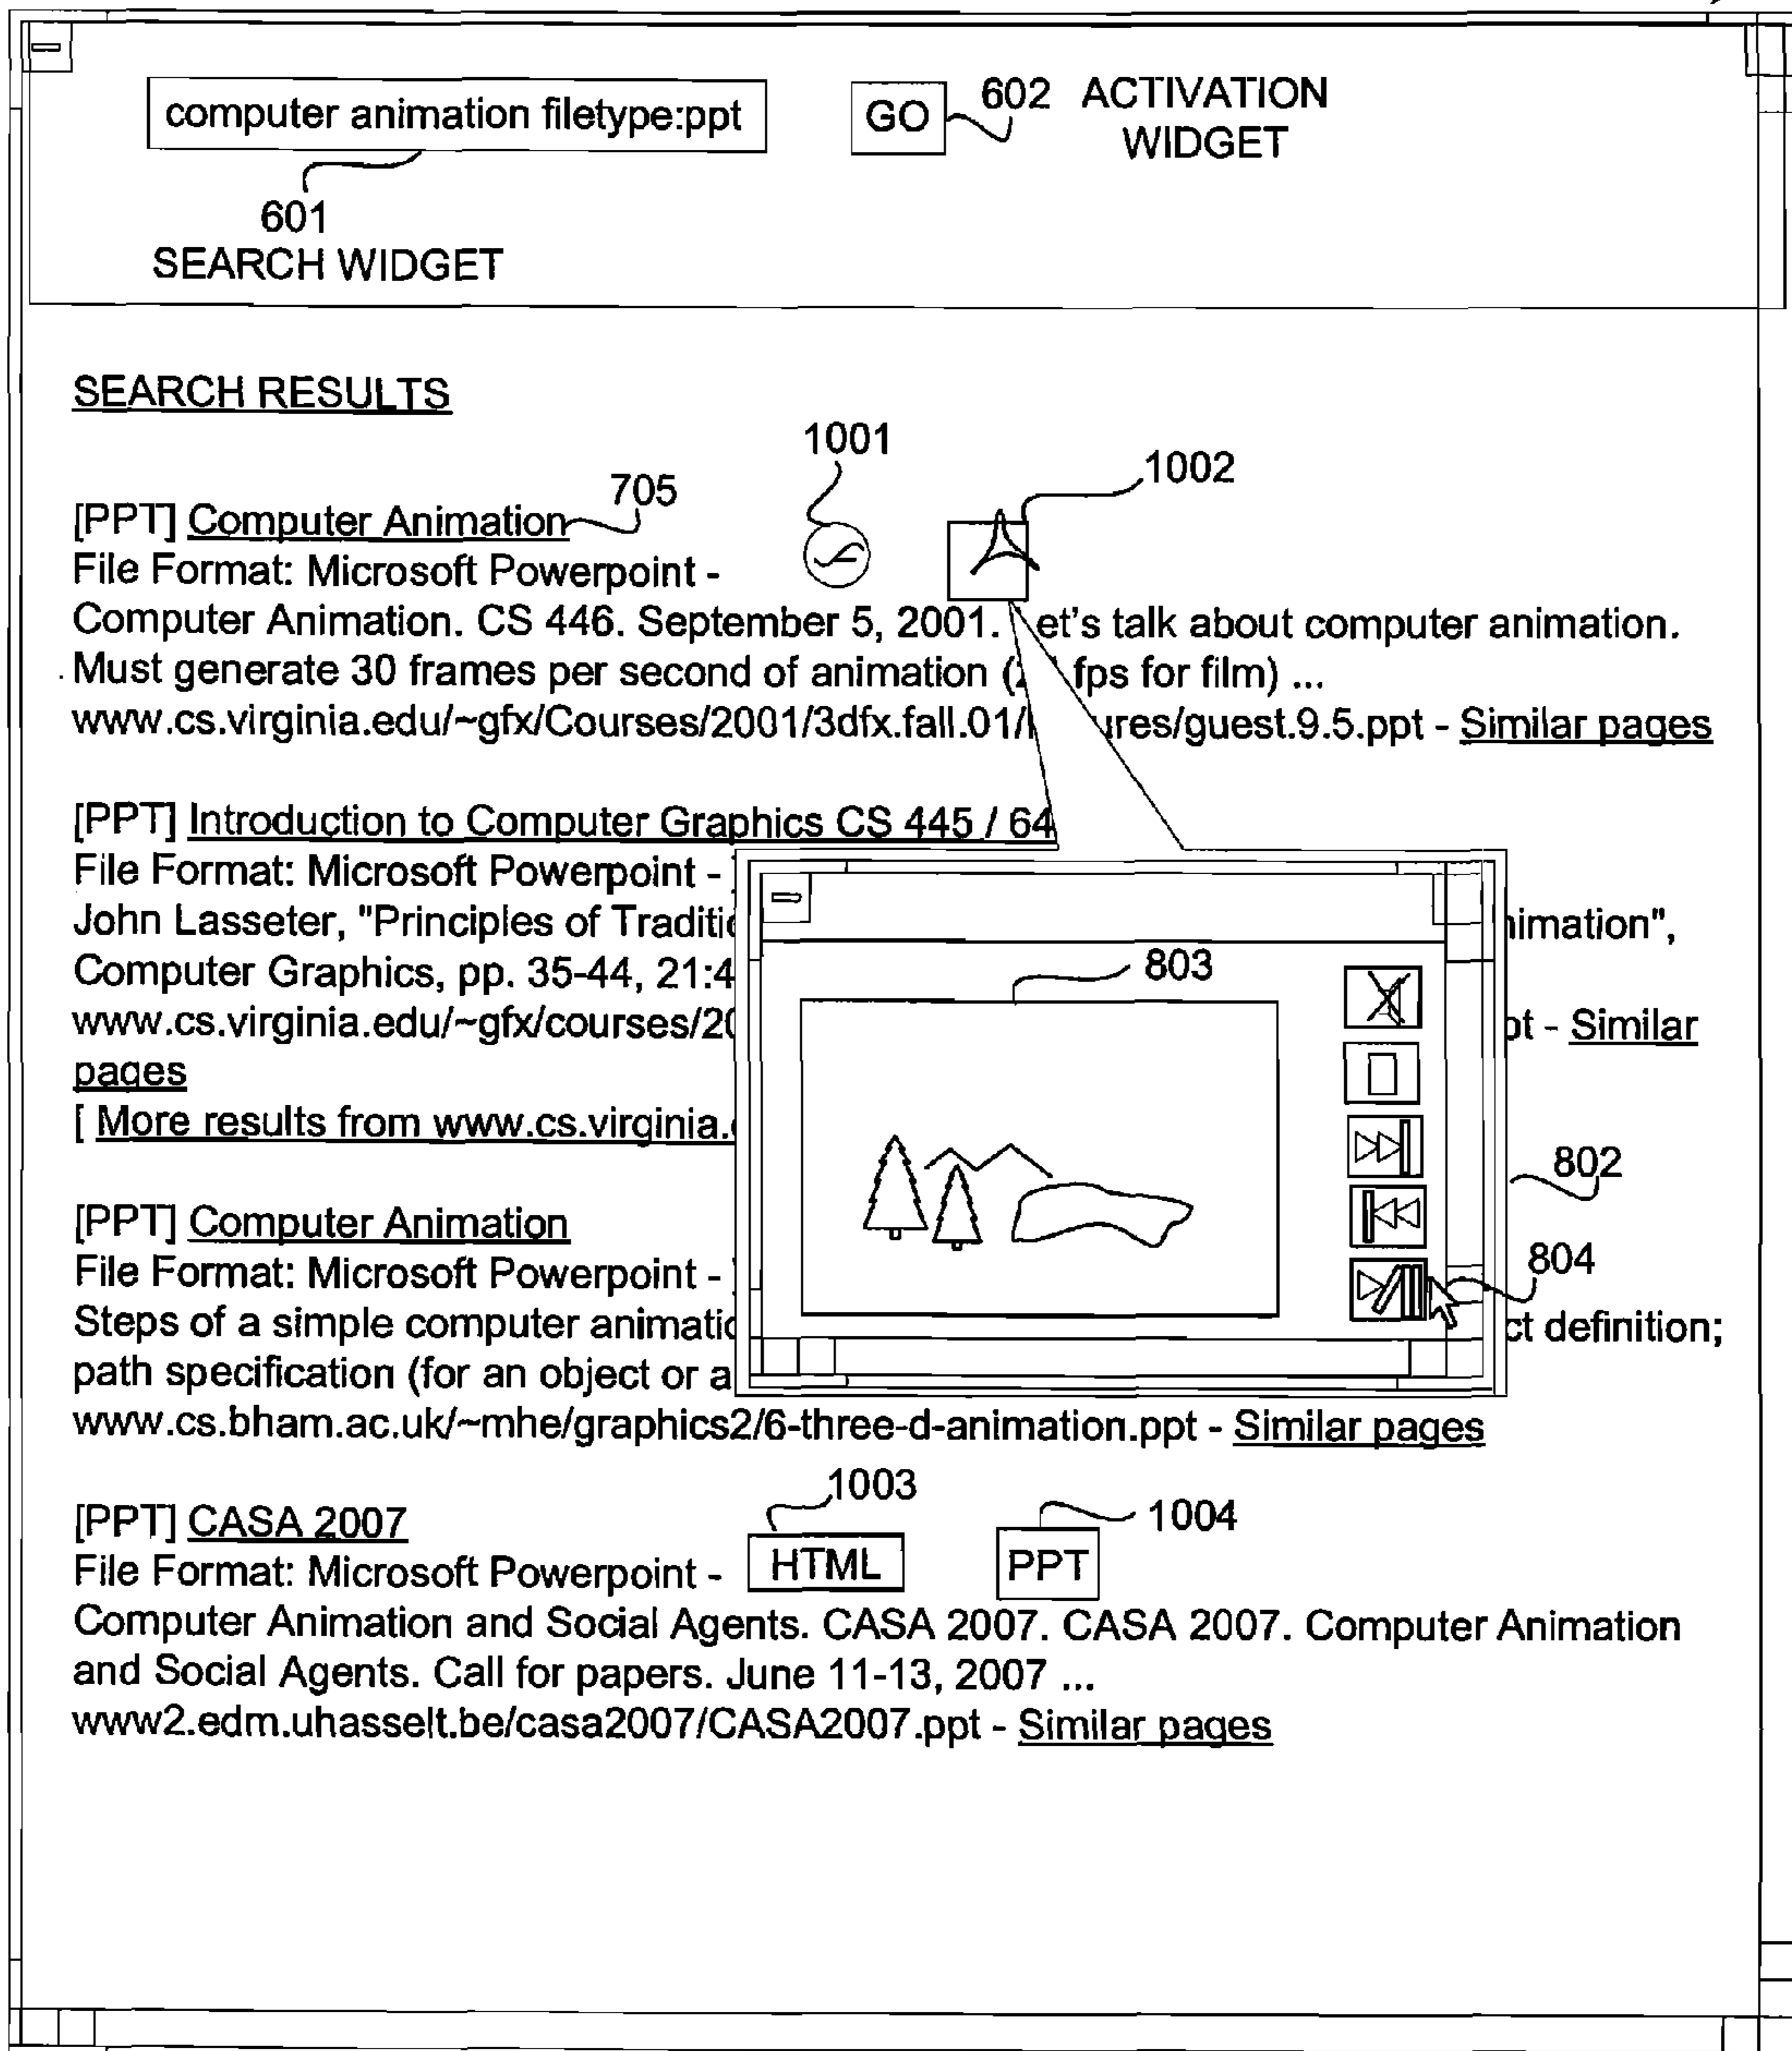 computer animation filetype:ppt
GO
602 ACTIVATION
WIDGET
601
SEARCH WIDGET
SEARCH RESULTS
1001
1002
[PPT] Computer Animation 705
File Format: Microsoft Powerpoint -
Computer Animation. CS 446. September 5, 2001. et's talk about computer animation.
Must generate 30 frames per second of animation ( fps for film) ...
www.cs.virginia.edu/~gfx/Courses/2001/3dfx.fall.01/ ures/guest.9.5.ppt - Similar pages
[PPT] Introduction to Computer Graphics CS 445 / 64
File Format: Microsoft Powerpoint -
John Lasseter, "Principles of Traditio imation",
Computer Graphics, pp. 35-44, 21:4
803
www.cs.virginia.edu/~gfx/courses/20 pt - Similar
pages
[ More results from www.cs.virginia.
802
[PPT] Computer Animation
804
File Format: Microsoft Powerpoint -
Steps of a simple computer animatio ct definition;
path specification (for an object or a
www.cs.bham.ac.uk/~mhe/graphics2/6-three-d-animation.ppt - Similar pages
1003
1004
[PPT] CASA 2007
File Format: Microsoft Powerpoint - HTML PPT
Computer Animation and Social Agents. CASA 2007. CASA 2007. Computer Animation
and Social Agents. Call for papers. June 11-13, 2007 ...
www2.edm.uhasselt.be/casa2007/CASA2007.ppt - Similar pages